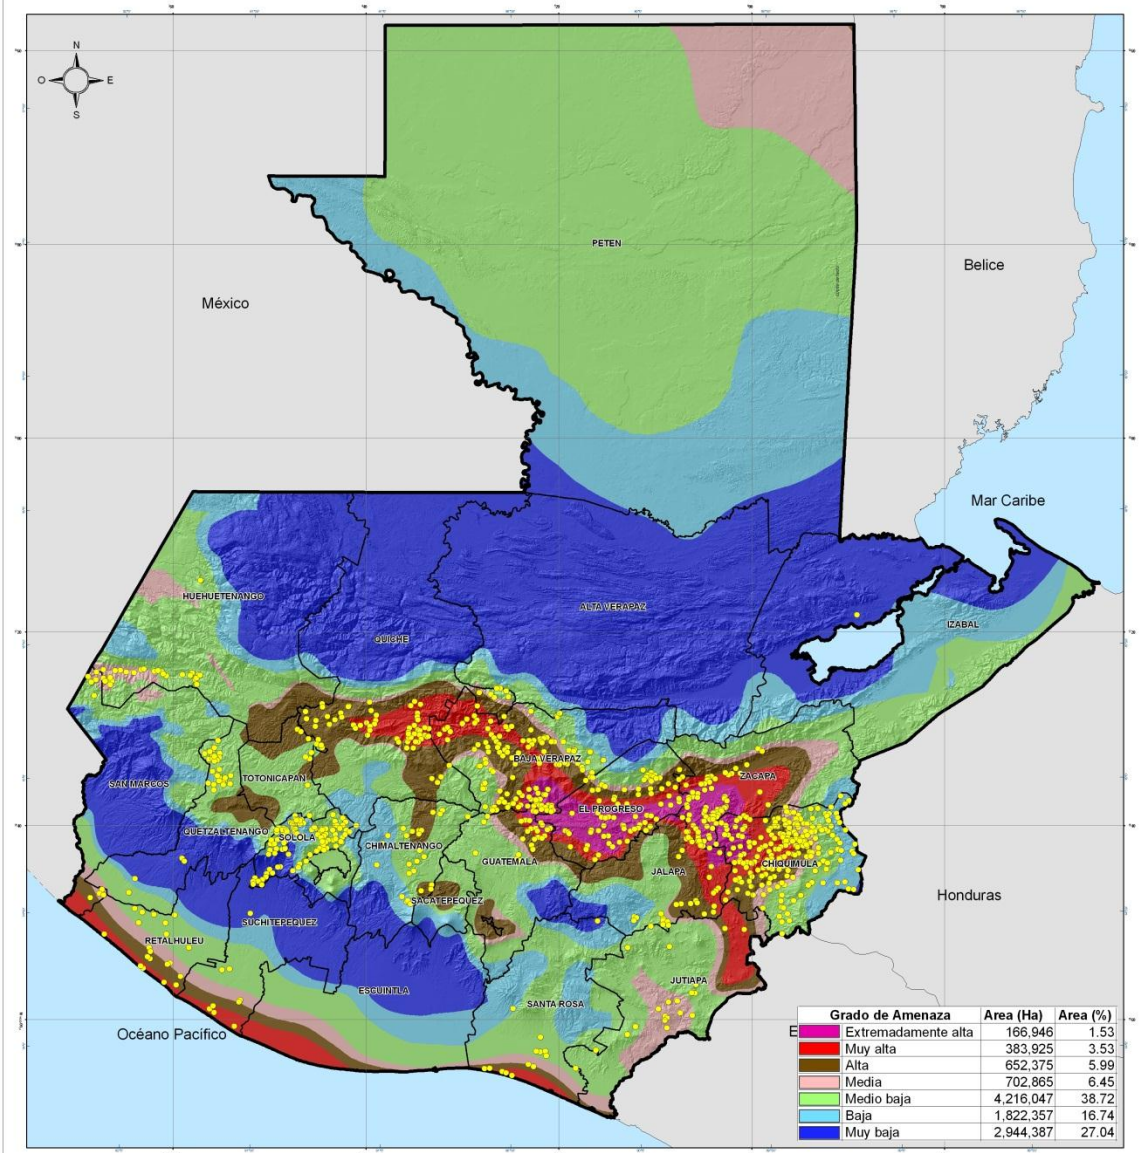 N
O
E
S
PETEN
Belice
México
Mar Caribe
HUEHUETENANGO
ALTA VERAPAZ
IZABAL
QUICHE
BAJA VERAPAZ
ZACAPA
SAN MARCOS
TOTONICAPAN
EL PROGRESO
QUETZALTENANGO
SOLOLA
CHIMALTENANGO
GUATEMALA
CHIQUIMULA
JALAPA
SACATEPEQUEZ
Honduras
SUCHITEPEQUEZ
RETALHULEU
JUTIAPA
ESCUINTLA
SANTA ROSA
Océano Pacífico
E
Grado de Amenaza Area (Ha) Area (%)
Extremadamente alta 166,946 1.53
Muy alta 383,925 3.53
Alta 652,375 5.99
Media 702,865 6.45
Medio baja 4,216,047 38.72
Baja 1,822,357 16.74
Muy baja 2,944,387 27.04